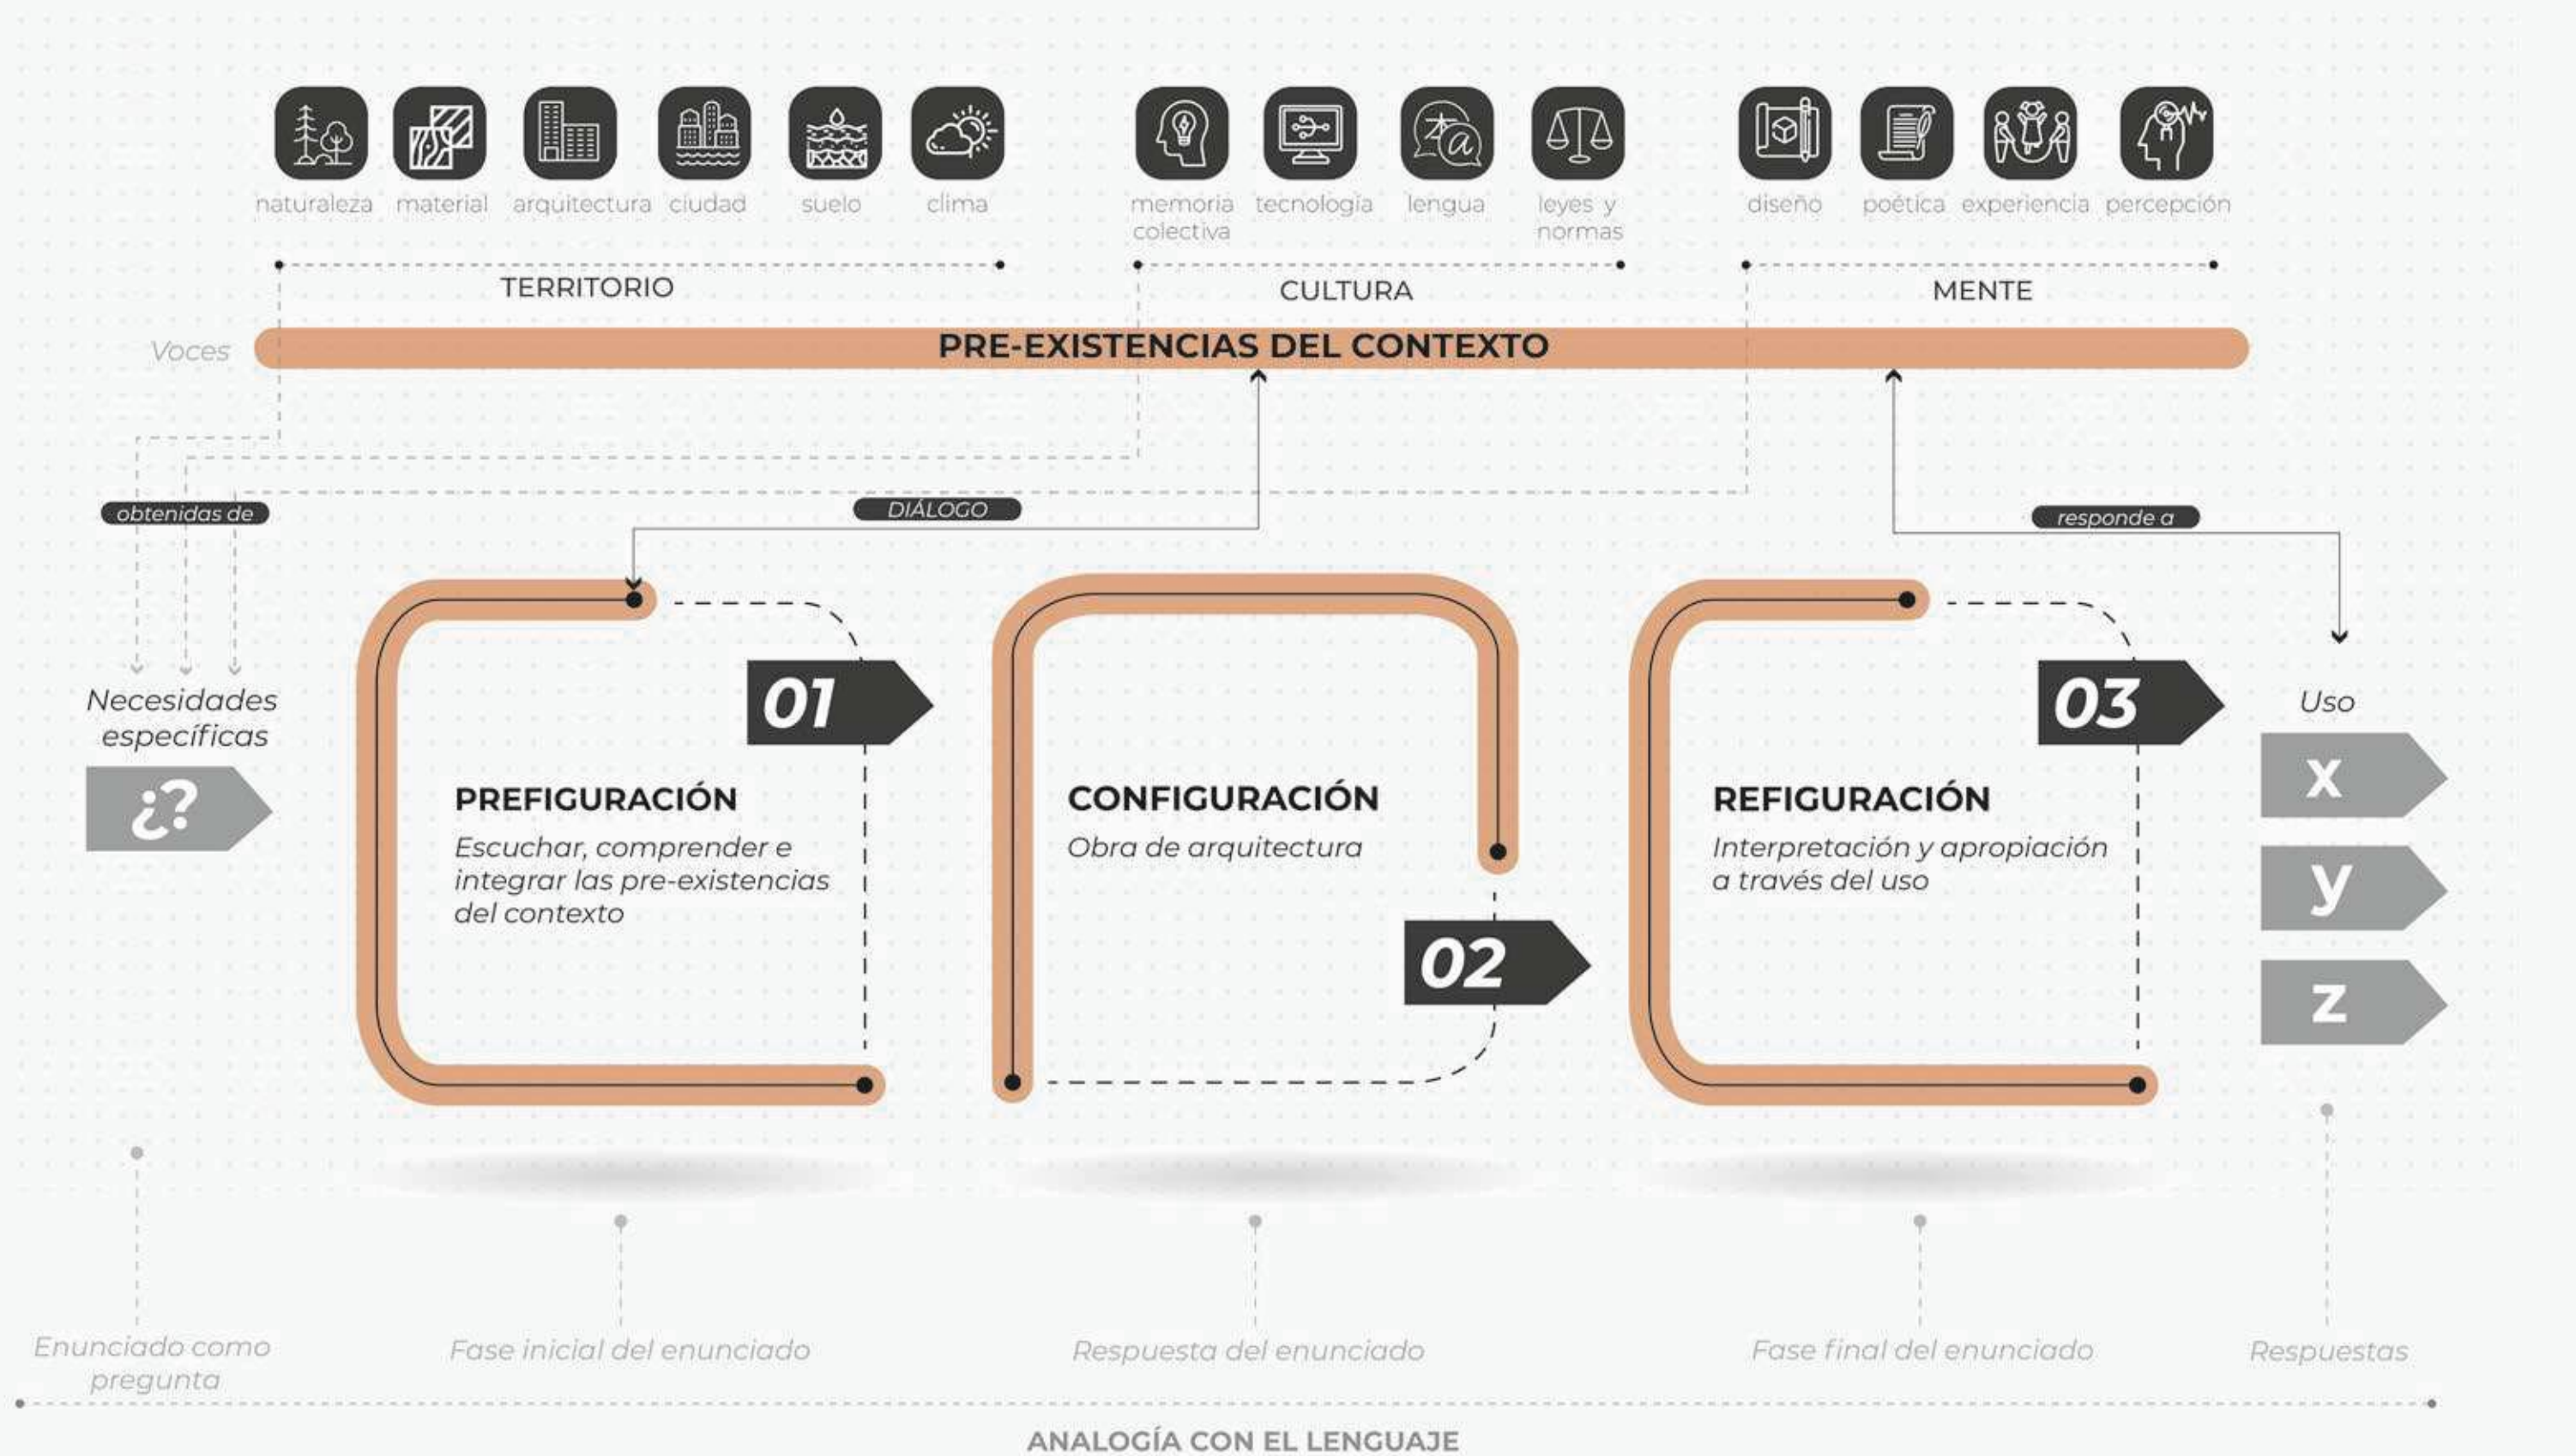 naturaleza material arquitectura ciudad suelo clima
memoria colectiva
tecnología lengua
leyes y normas
diseño poética experiencia percepción
TERRITORIO
CULTURA
MENTE
Voces
PRE-EXISTENCIAS DEL CONTEXTO
obtenidas de
DIÁLOGO
responde a
Necesidades
específicas
¿?
01
PREFIGURACIÓN
Escuchar, comprender e
integrar las pre-existencias
del contexto
CONFIGURACIÓN
Obra de arquitectura
02
03
REFIGURACIÓN
Interpretación y apropiación
a través del uso
Uso
x
y
z
Enunciado como
pregunta
Fase inicial del enunciado
Respuesta del enunciado
Fase final del enunciado
Respuestas
ANALOGÍA CON EL LENGUAJE